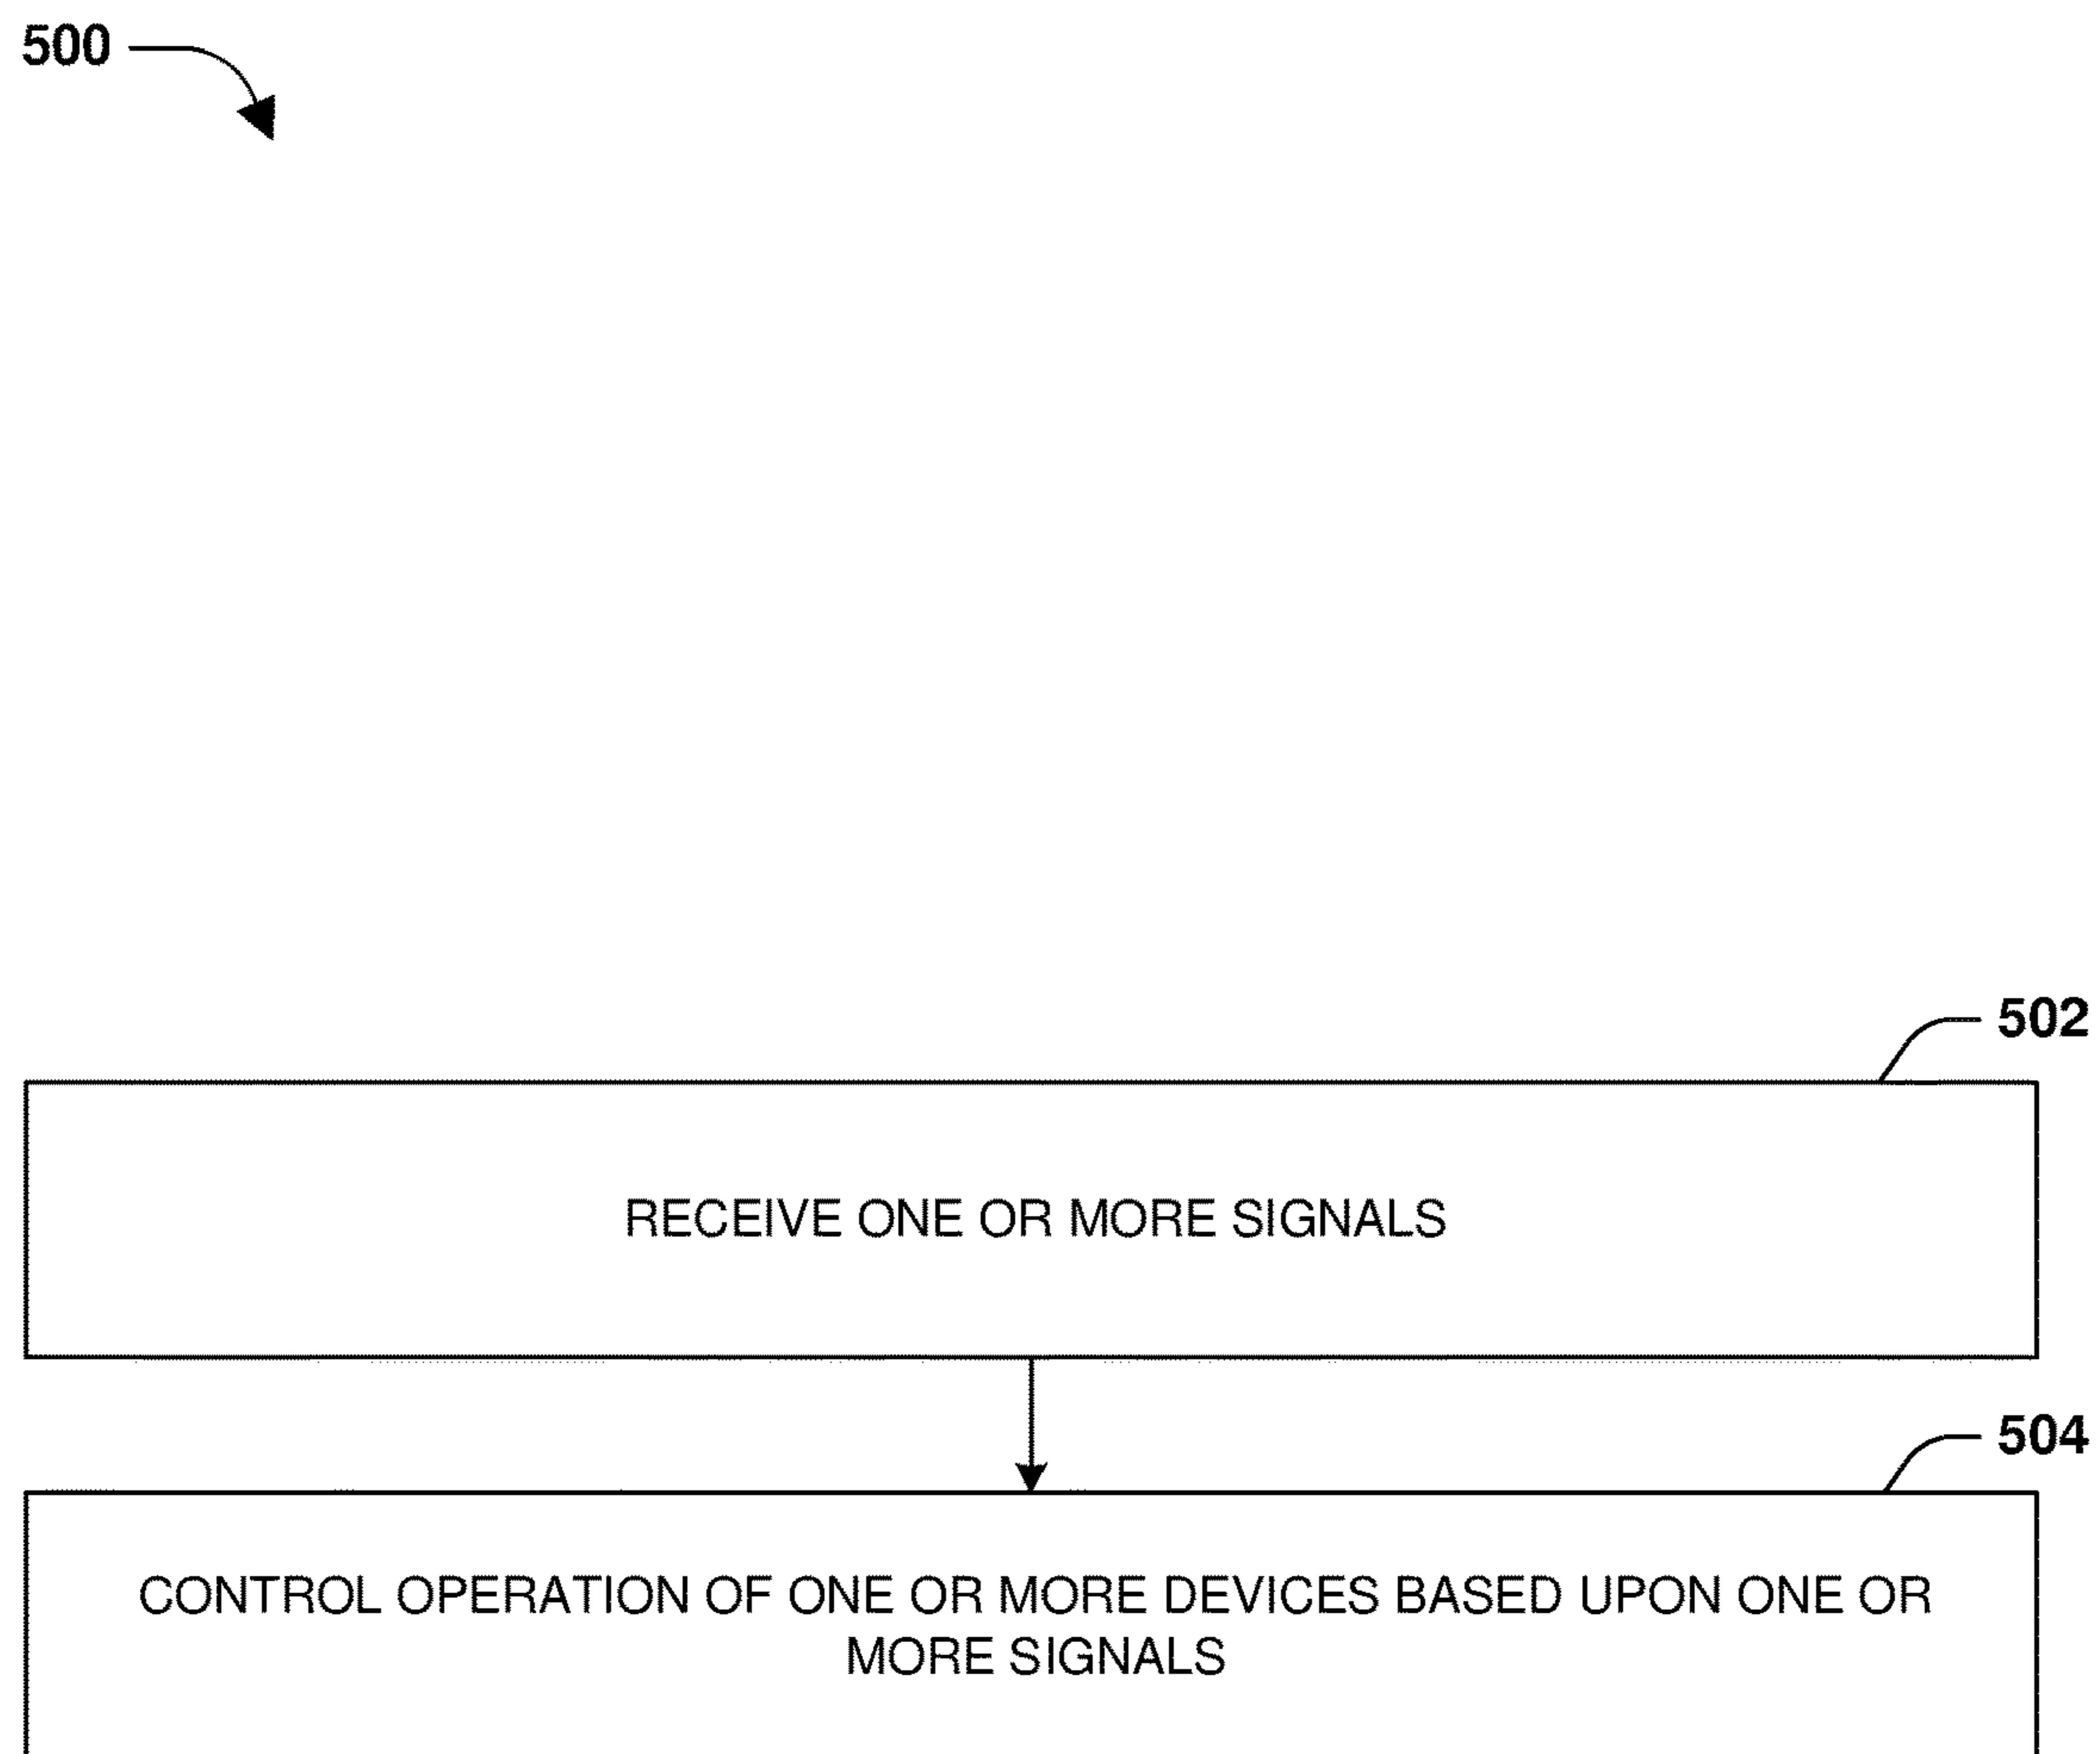 500
502
RECEIVE ONE OR MORE SIGNALS
504
CONTROL OPERATION OF ONE OR MORE DEVICES BASED UPON ONE OR
MORE SIGNALS